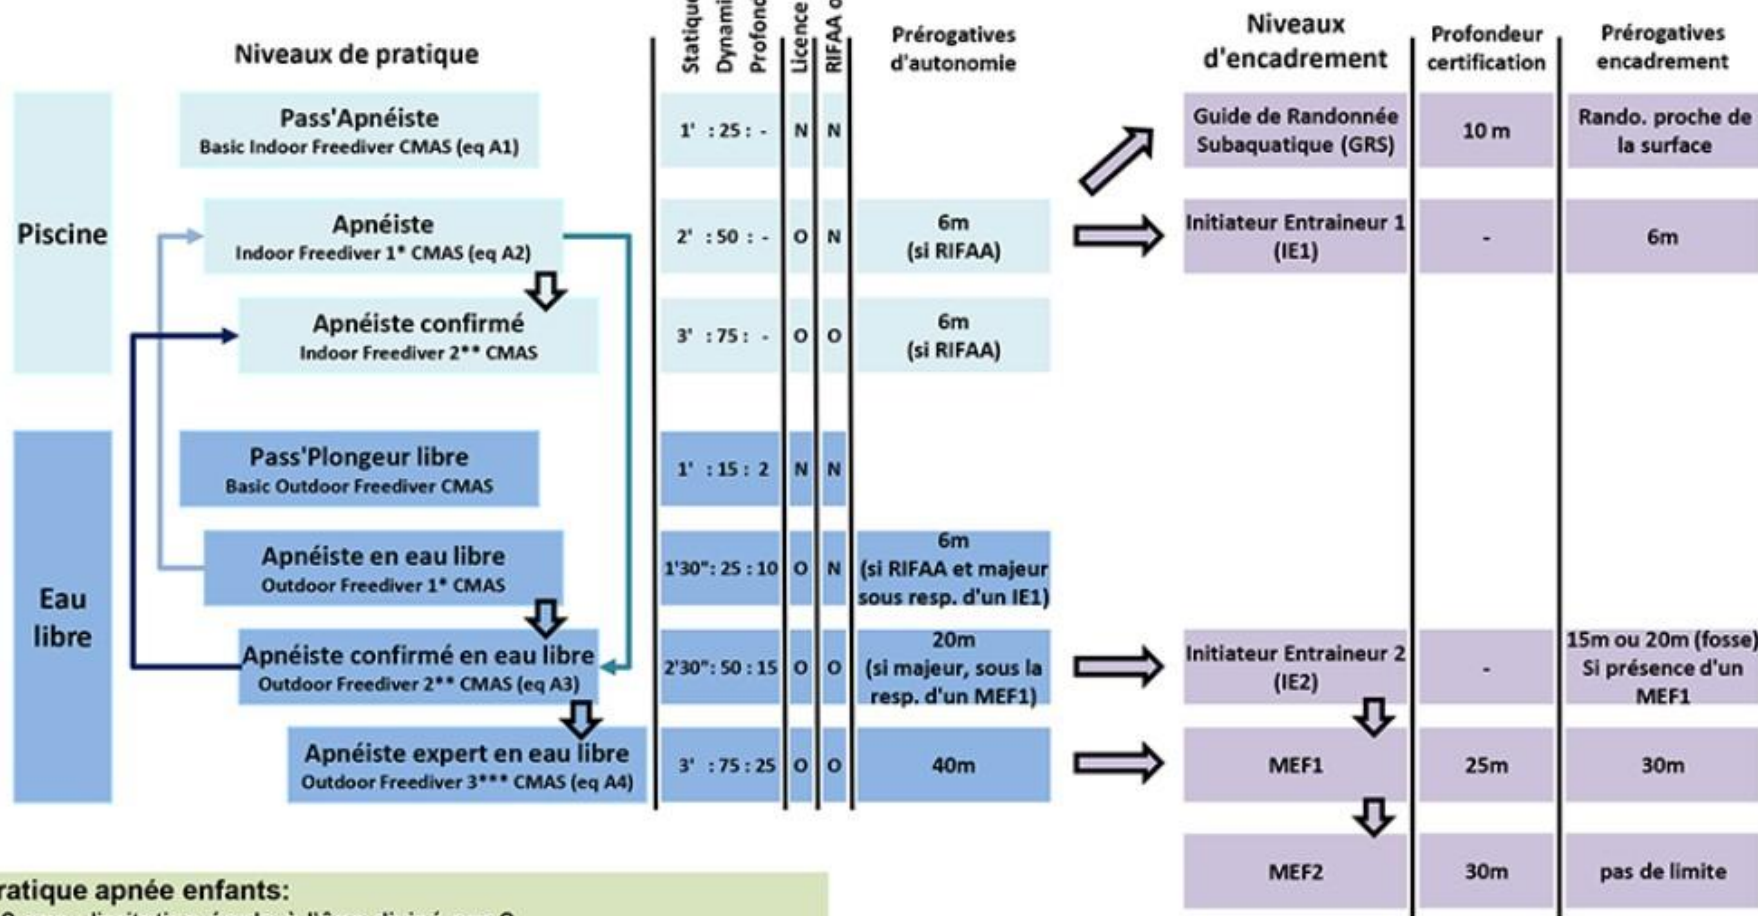 Niveaux de pratique
Statique
Licence
RIFAA
Prérogatives
d'autonomie
Niveaux
d'encadrement
Profondeur
certification
Prérogatives
encadrement
Piscine
Pass'Apnéiste
Basic Indoor Freediver CMAS (eq A1)
1' : 25 : -
N
N
Guide de Randonnée
Subaquatique (GRS)
10 m
Rando. proche de
la surface
Apnéiste
Indoor Freediver 1* CMAS (eq A2)
2' : 50 : -
O
N
6m
(si RIFAA)
Initiateur Entraineur 1
(IE1)
-
6m
Apnéiste confirmé
Indoor Freediver 2** CMAS
3' : 75 : -
O
O
6m
(si RIFAA)
Eau
libre
Pass'Plongeur libre
Basic Outdoor Freediver CMAS
1' : 15 : 2
N
N
Apnéiste en eau libre
Outdoor Freediver 1* CMAS
1'30": 25 : 10
O
N
6m
(si RIFAA et majeur
sous resp. d'un IE1)
Apnéiste confirmé en eau libre
Outdoor Freediver 2** CMAS (eq A3)
2'30": 50 : 15
O
O
20m
(si majeur, sous la
resp. d'un MEF1)
Initiateur Entraineur 2
(IE2)
-
15m ou 20m (fosse)
Si présence d'un
MEF1
Apnéiste expert en eau libre
Outdoor Freediver 3*** CMAS (eq A4)
3' : 75 : 25
O
O
40m
MEF1
25m
30m
MEF2
30m
pas de limite
ratique apnée enfants: